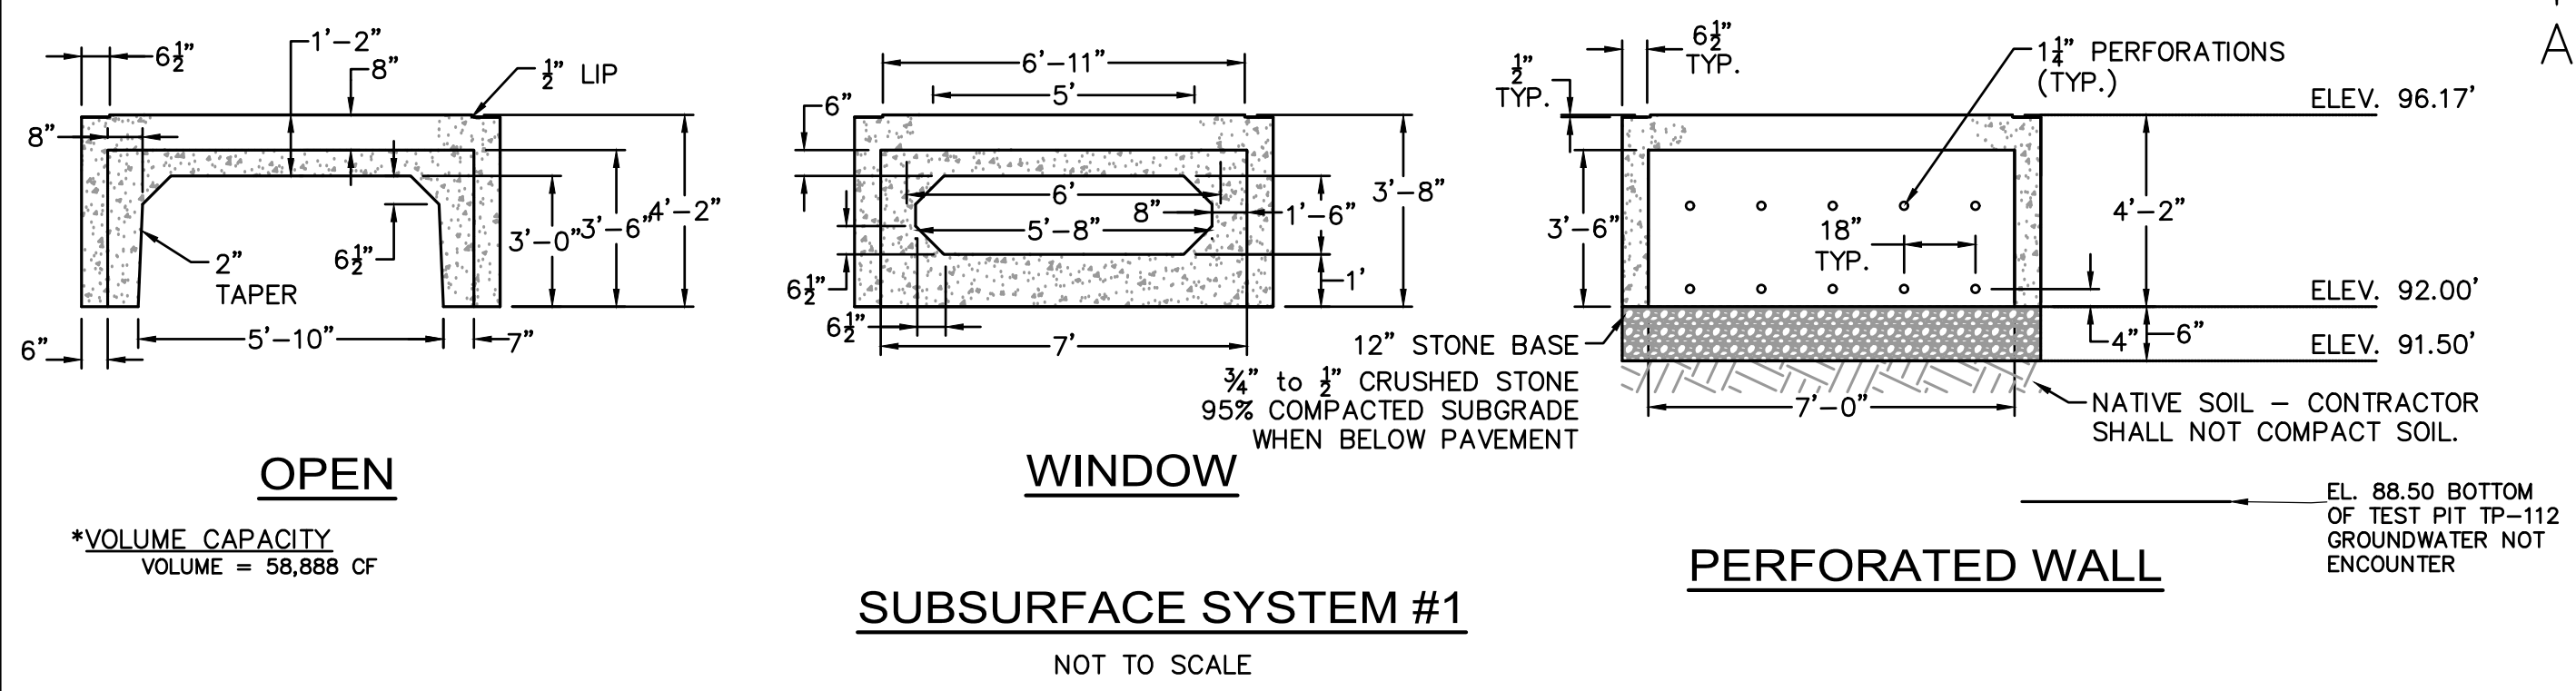 6½"
1'-2"
8"
½" LIP
8"
2"
TAPER
6½"
3'-0"
3'-6"
4'-2"
6"
5'-10"
7"
OPEN
*VOLUME CAPACITY
VOLUME = 58,888 CF
6'-11"
5'
6"
6'
8"
5'-8"
1'-6"
3'-8"
1'
6½"
6½"
7'
WINDOW
½"
TYP.
6½"
TYP.
1¼" PERFORATIONS
(TYP.)
ELEV. 96.17'
3'-6"
18"
TYP.
4'-2"
ELEV. 92.00'
4"
6"
ELEV. 91.50'
12" STONE BASE
¾" to ½" CRUSHED STONE
95% COMPACTED SUBGRADE
WHEN BELOW PAVEMENT
7'-0"
NATIVE SOIL – CONTRACTOR
SHALL NOT COMPACT SOIL.
EL. 88.50 BOTTOM
OF TEST PIT TP-112
GROUNDWATER NOT
ENCOUNTER
PERFORATED WALL
SUBSURFACE SYSTEM #1
NOT TO SCALE
A